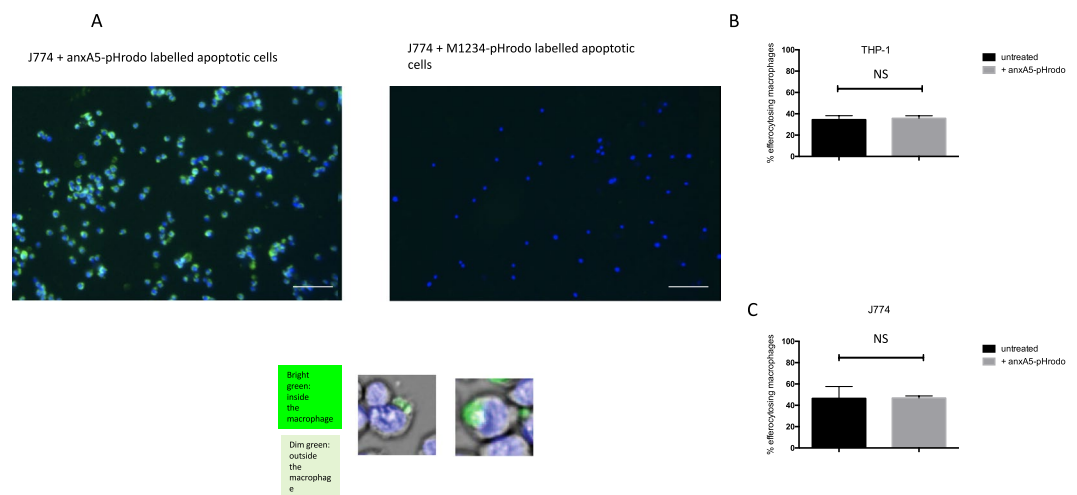 A
J774 + anxA5-pHrodo labelled apoptotic cells
J774 + M1234-pHrodo labelled apoptotic
cells
Bright
green:
inside
the
macrophage
Dim green:
outside
the
macrophag
e
B
THP-1
% efferocytosing macrophages
100
80
60
40
20
0
NS
untreated
+ anxA5-pHrodo
C
J774
% efferocytosing macrophages
100
80
60
40
20
0
NS
untreated
+ anxA5-pHrodo